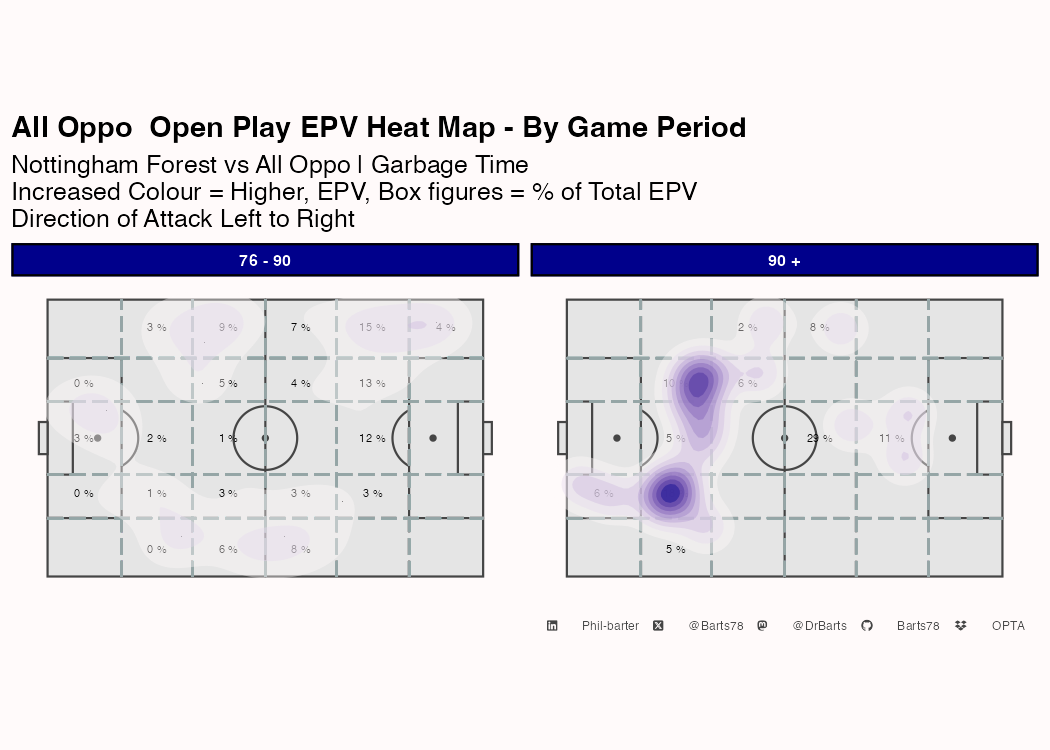 All Oppo  Open Play EPV Heat Map - By Game Period
Nottingham Forest vs All Oppo | Garbage Time
Increased Colour = Higher, EPV, Box figures = % of Total EPV
Direction of Attack Left to Right
76 - 90
90 +
3 % 9 % 7 % 15 % 4 %
0 % 5 % 4 % 13 %
3 % 2 % 1 % 12 %
0 % 1 % 3 % 3 % 3 %
0 % 6 % 8 %
2 % 8 %
6 %
5 % 29 % 11 %
6 %
5 %
Phil-barter @Barts78 @DrBarts Barts78 OPTA